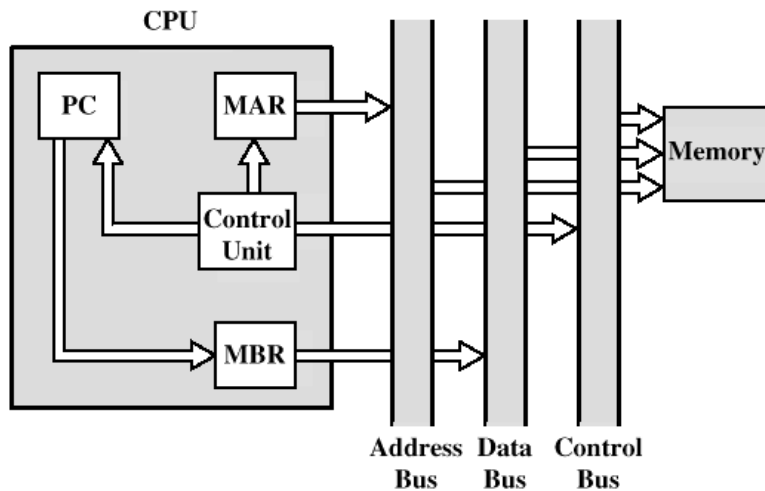 CPU
PC
MAR
Memory
Control
Unit
MBR
Address
Bus
Data
Bus
Control
Bus